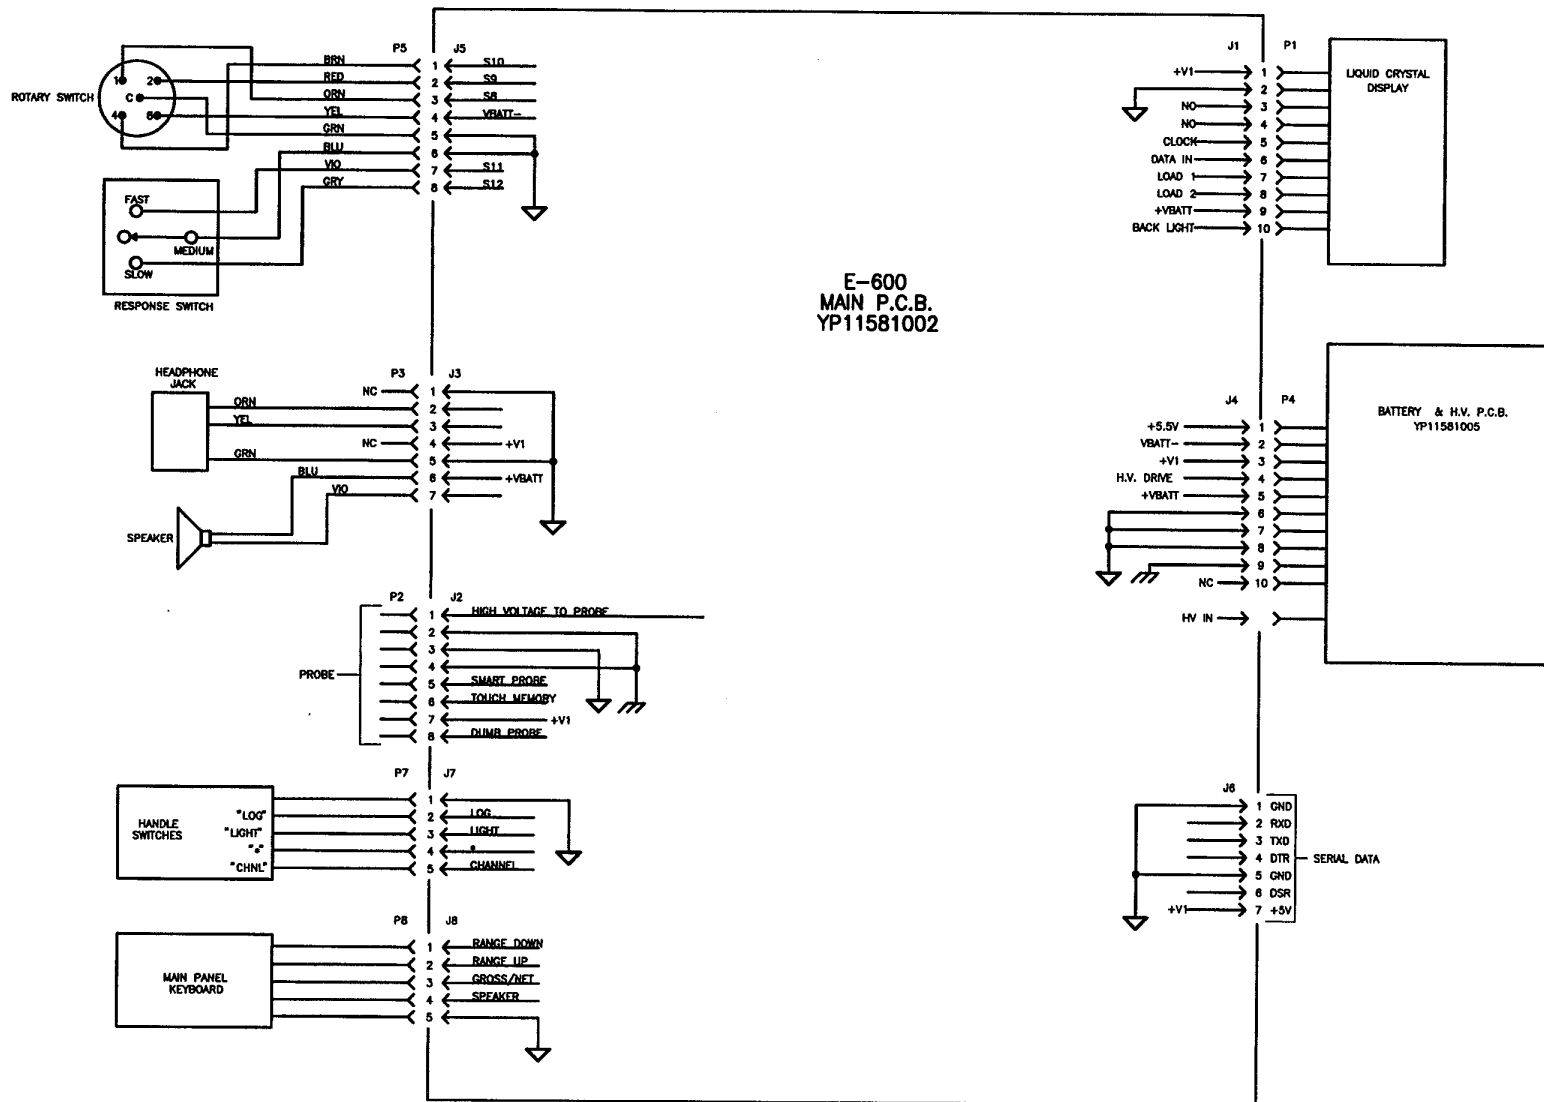 E-600
MAIN P.C.B.
YP11581002
P5 J5
ROTARY SWITCH
1 2 C 4 6
BRN 1 S10
RED 2 S9
ORN 3 S8
YEL 4 VBATT-
GRN 5
BLU 6
VIO 7 S11
GRY 8 S12
FAST
MEDIUM
SLOW
RESPONSE SWITCH
P3 J3
HEADPHONE
JACK
NC 1
ORN 2
YEL 3
NC 4 +V1
GRN 5
BLU 6 +VBATT
VIO 7
SPEAKER
P2 J2
PROBE
1 HIGH VOLTAGE TO PROBE
2
3
4
5 SMART PROBE
6 TOUCH MEMORY
7 +V1
8 DUMB PROBE
P7 J7
HANDLE
SWITCHES
1
"LOG" 2 LOG
"LIGHT" 3 LIGHT
"*" 4 *
"CHNL" 5 CHANNEL
P8 J8
MAIN PANEL
KEYBOARD
1 RANGE DOWN
2 RANGE UP
3 GROSS/NET
4 SPEAKER
5
J1 P1
LIQUID CRYSTAL
DISPLAY
+V1 1
2
NO 3
NO 4
CLOCK 5
DATA IN 6
LOAD 1 7
LOAD 2 8
+VBATT 9
BACK LIGHT 10
J4 P4
BATTERY & H.V. P.C.B.
YP11581005
+5.5V 1
VBATT- 2
+V1 3
H.V. DRIVE 4
+VBATT 5
6
7
8
9
NC 10
HV IN
J6
1 GND
2 RXD
3 TXD
4 DTR
5 GND
6 DSR
+V1 7 +5V
SERIAL DATA